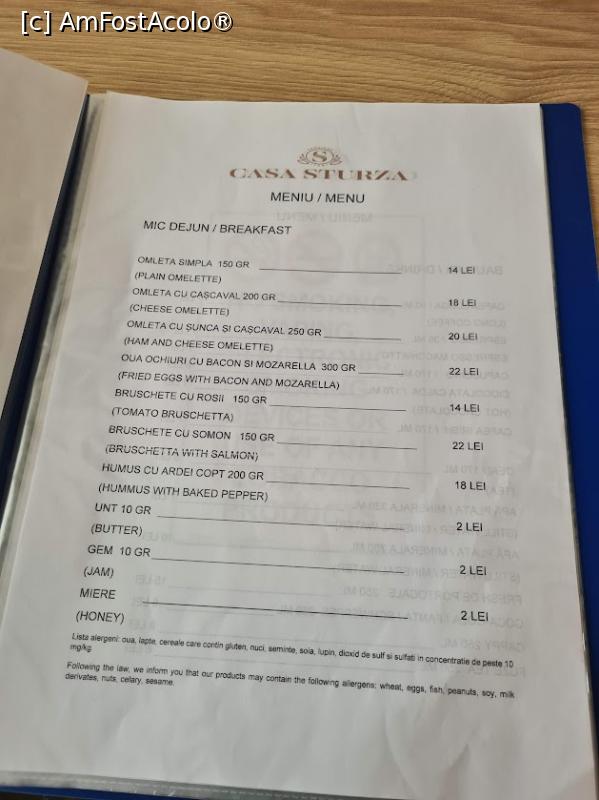 [c] AmFostAcolo®
S
CASA STURZA
MENIU / MENU
MIC DEJUN / BREAKFAST
OMLETA SIMPLA 150 GR 14 LEI
(PLAIN OMELETTE)
OMLETA CU CAȘCAVAL 200 GR 18 LEI
(CHEESE OMELETTE)
OMLETA CU ȘUNCA SI CAȘCAVAL 250 GR 20 LEI
(HAM AND CHEESE OMELETTE)
OUA OCHIURI CU BACON SI MOZARELLA 300 GR 22 LEI
(FRIED EGGS WITH BACON AND MOZARELLA)
BRUSCHETE CU ROSII 150 GR 14 LEI
(TOMATO BRUSCHETTA)
BRUSCHETE CU SOMON 150 GR 22 LEI
(BRUSCHETTA WITH SALMON)
HUMUS CU ARDEI COPT 200 GR 18 LEI
(HUMMUS WITH BAKED PEPPER)
UNT 10 GR 2 LEI
(BUTTER)
GEM 10 GR 2 LEI
(JAM)
MIERE 2 LEI
(HONEY)
Lista alergeni: oua, lapte, cereale care contin gluten, nuci, seminte, soia, lupin, dioxid de sulf si sulfati in concentratie de peste 10
mg/kg
Following the law, we inform you that our products may contain the following allergens: wheat, eggs, fish, peanuts, soy, milk
derivates, nuts, celary, sesame.